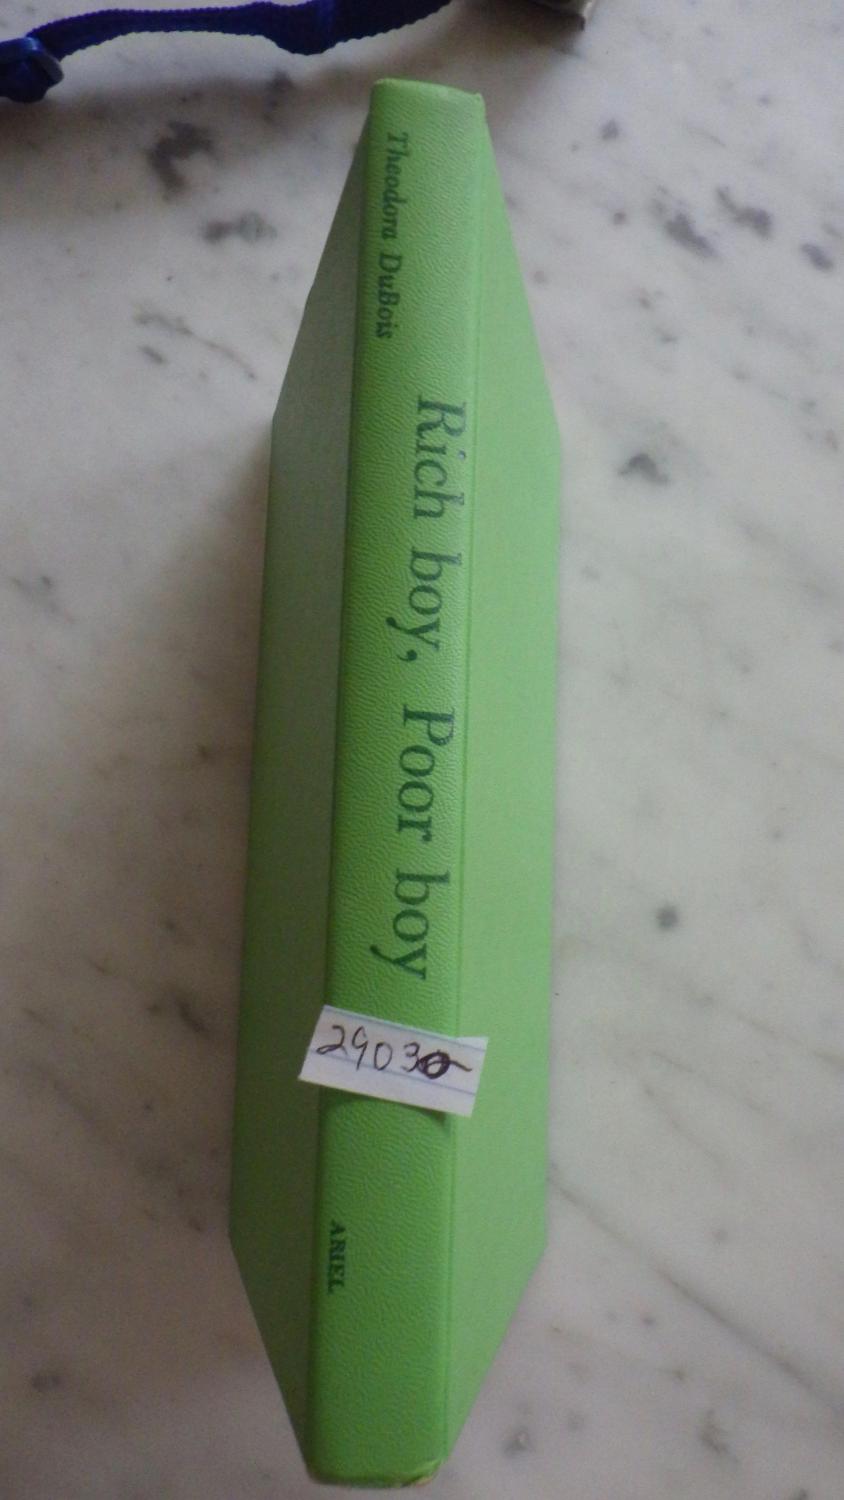 Theodora DuBois
Rich boy, Poor boy
29030
ARIEL